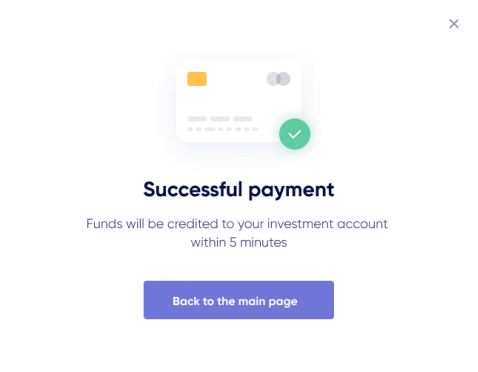 Successful payment
Funds will be credited to your investment account
within 5 minutes
Back to the main page